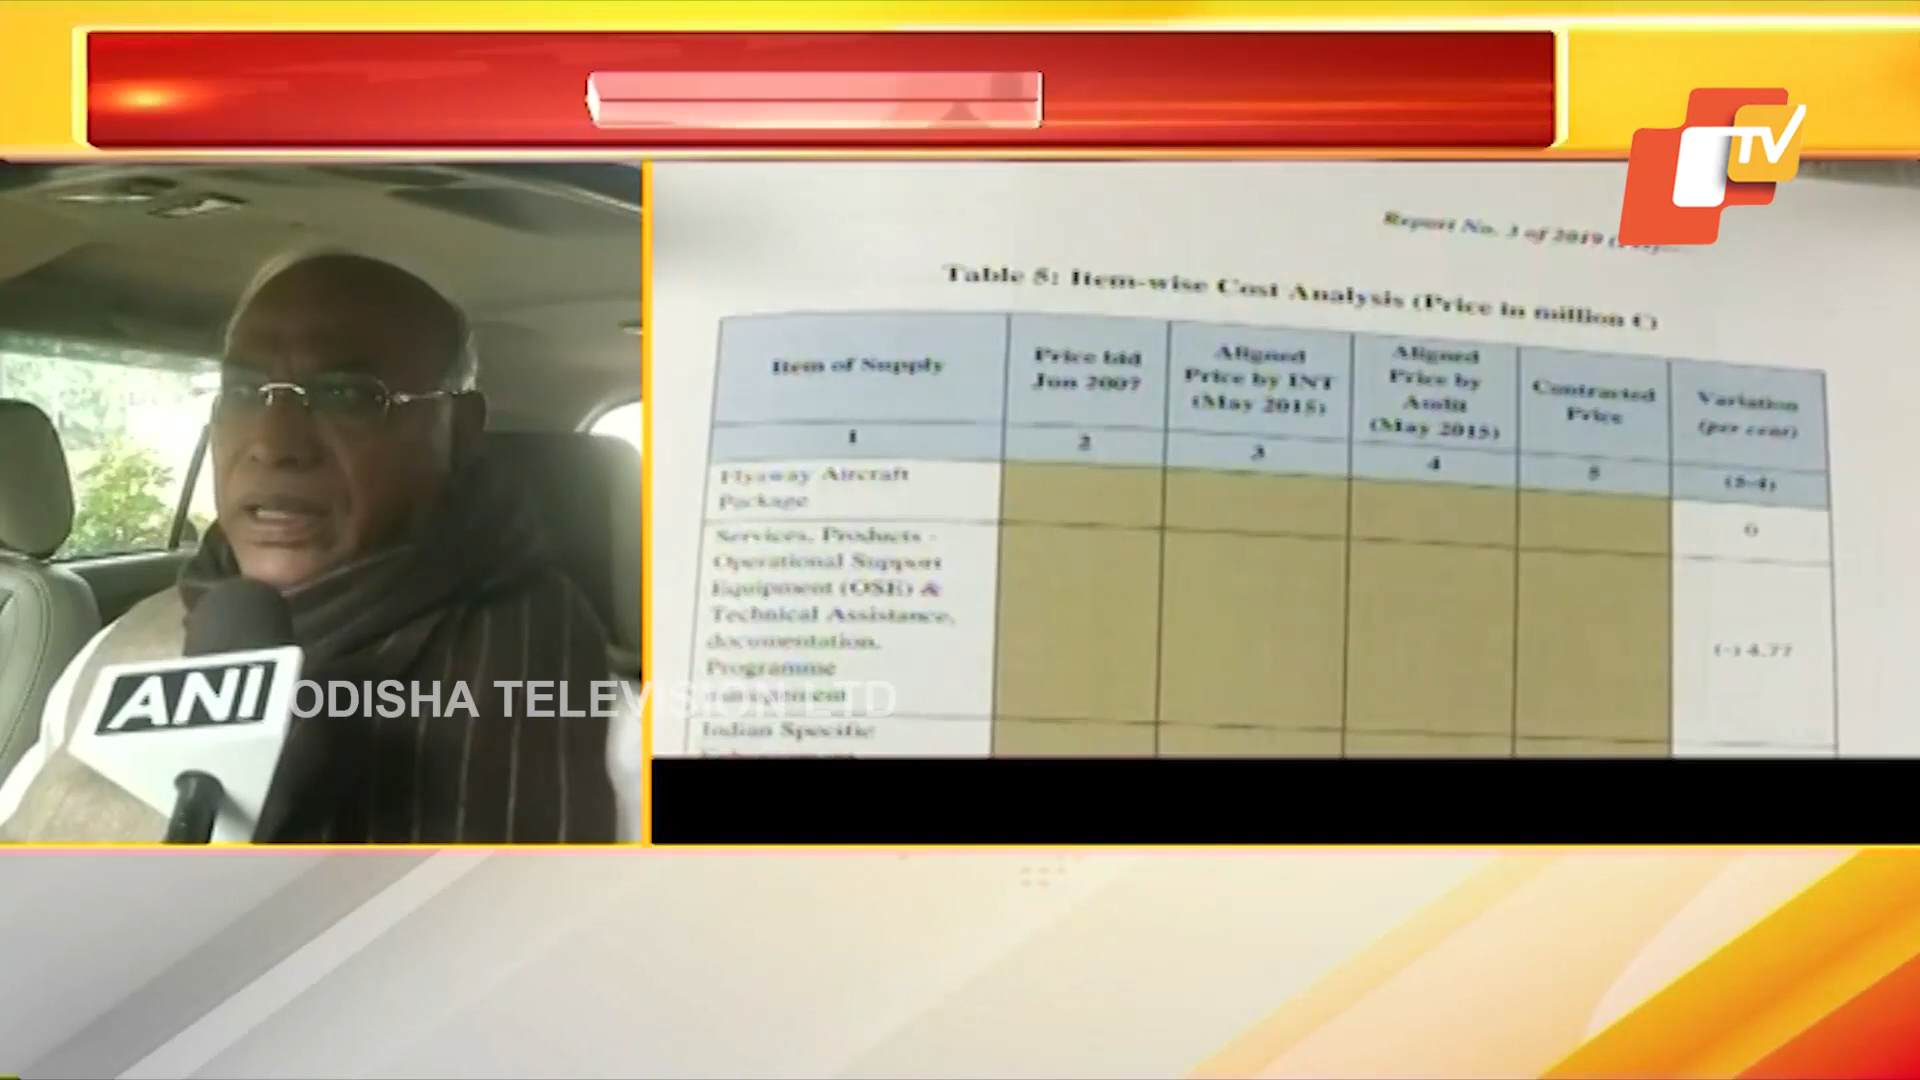 TV
Report No. 3 of 2019
Table 5: Item-wise Cost Analysis (Price in million €)
Item of Supply
Price bid
Jun 2007
Aligned
Price by INT
(May 2015)
Aligned
Price by
Audit
(May 2015)
Contracted
Price
Variation
(per cent)
1
2
3
4
5
(5-4)
Flyaway Aircraft
Package
0
Services, Products -
Operational Support
Equipment (OSE) &
Technical Assistance,
documentation,
Programme
(-) 4.77
Indian Specific
ANI
ODISHA TELEVISION LTD